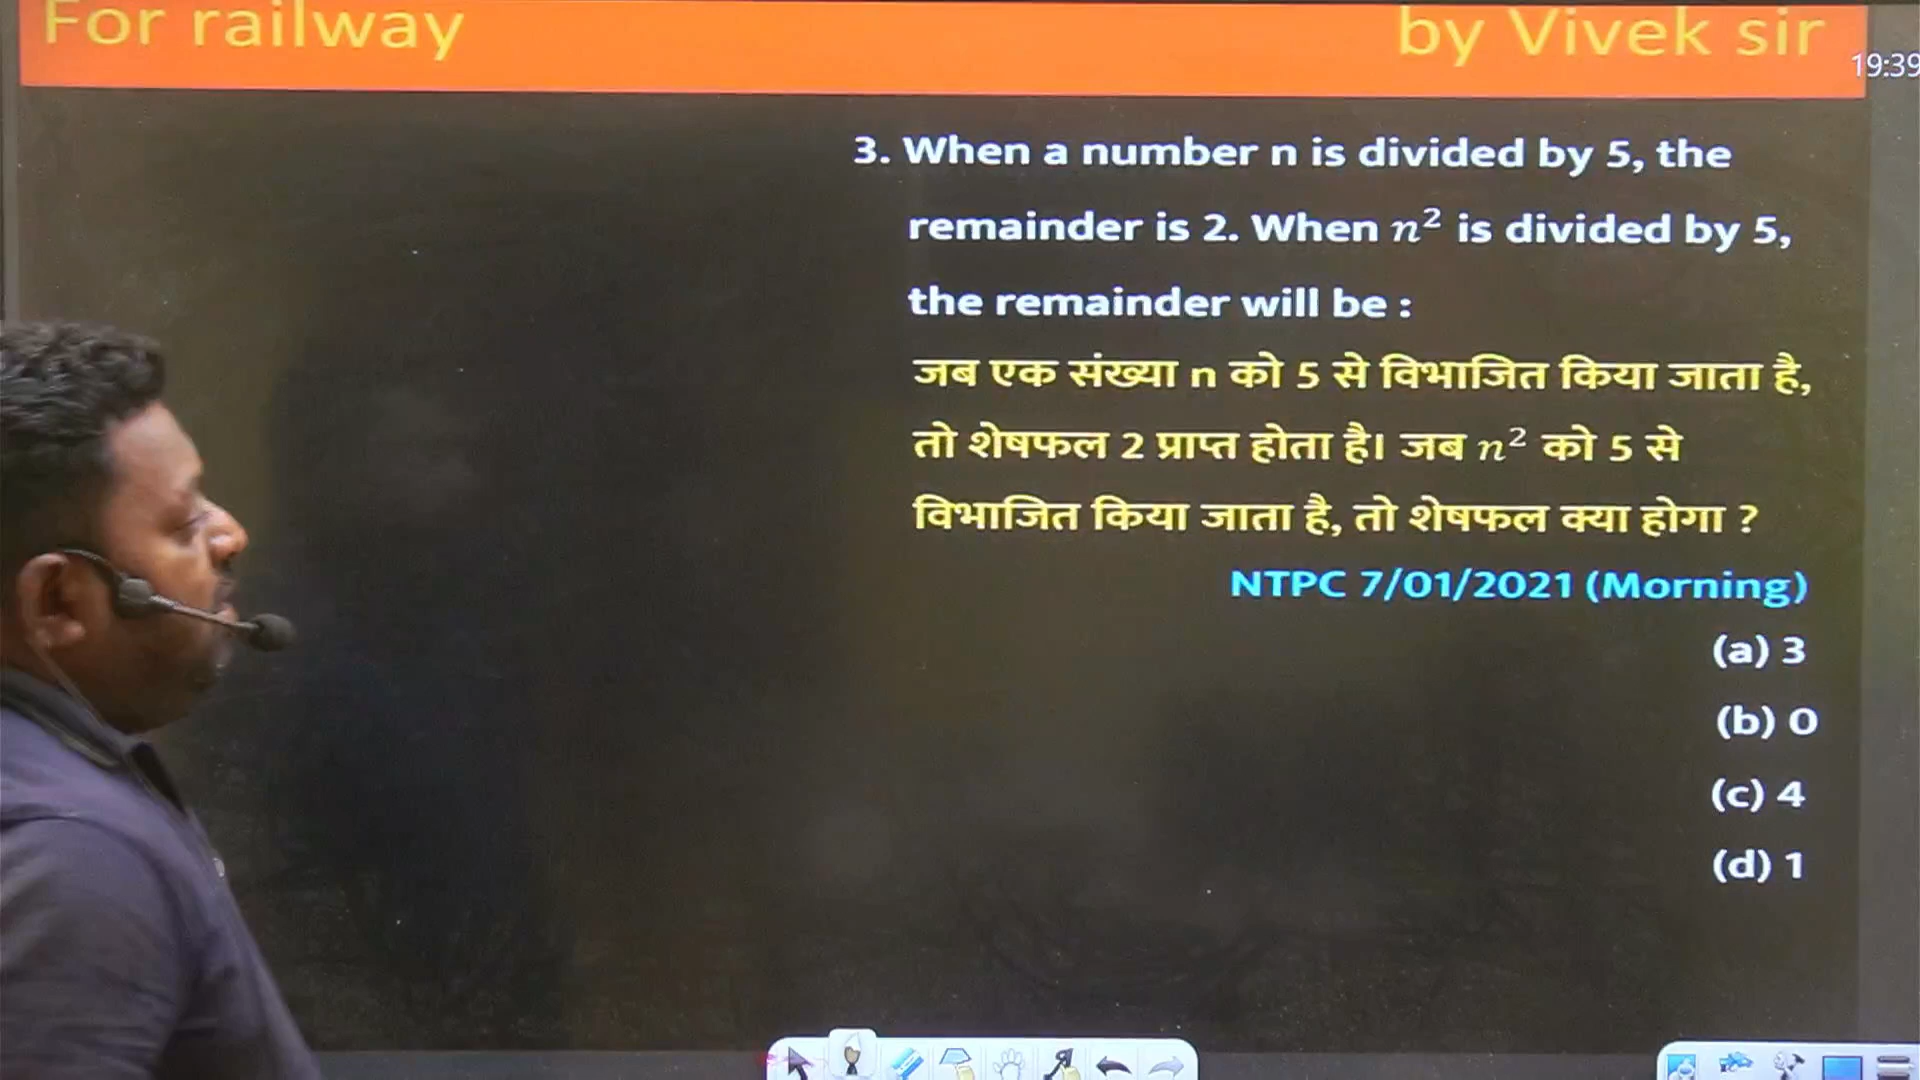 For railway by Vivek sir
19:39
3. When a number n is divided by 5, the
remainder is 2. When n² is divided by 5,
the remainder will be :
जब एक संख्या n को 5 से विभाजित किया जाता है,
तो शेषफल 2 प्राप्त होता है। जब n² को 5 से
विभाजित किया जाता है, तो शेषफल क्या होगा ?
NTPC 7/01/2021 (Morning)
(a) 3
(b) 0
(c) 4
(d) 1